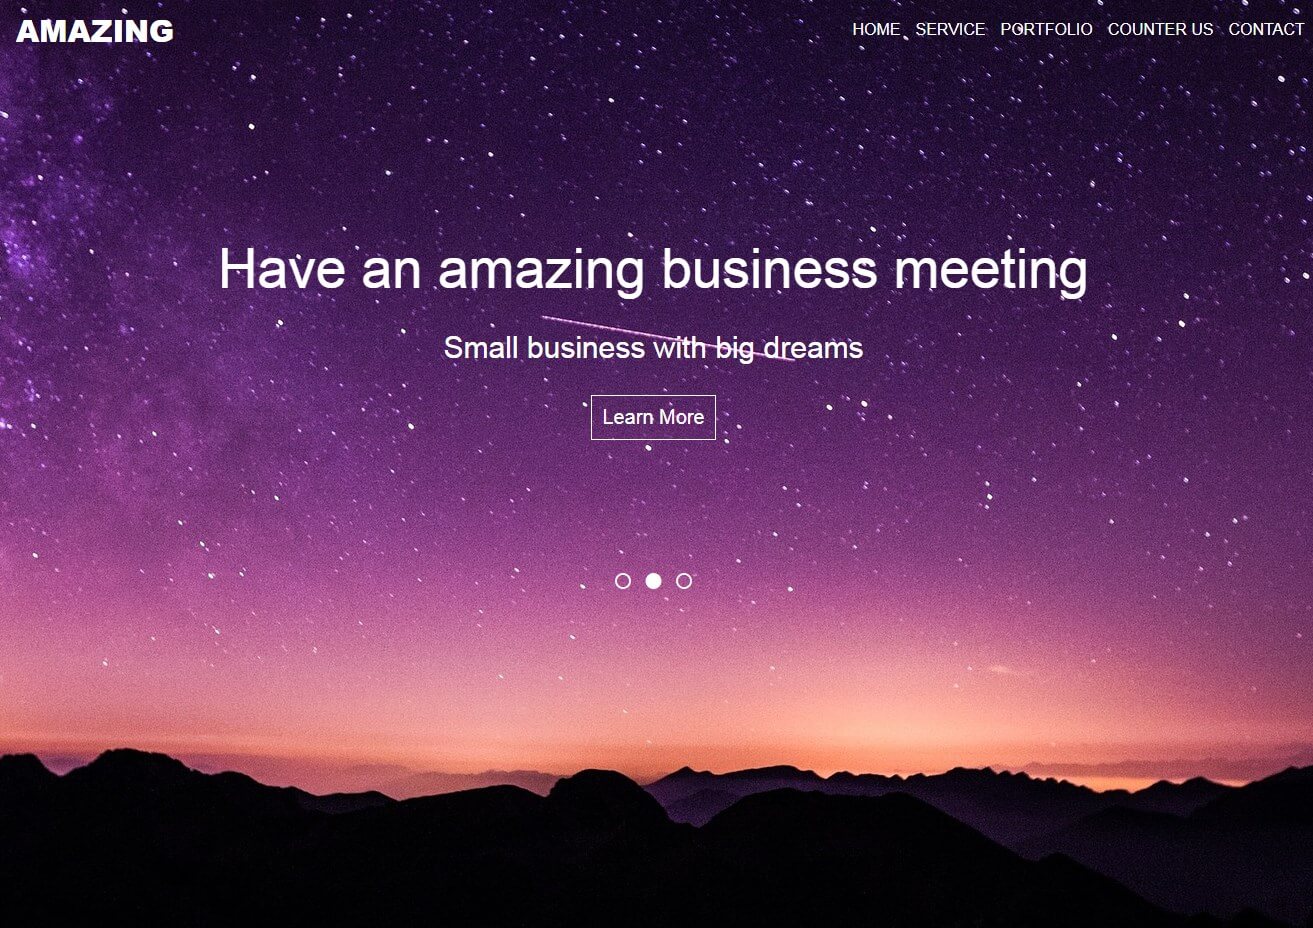 AMAZING
HOME SERVICE PORTFOLIO COUNTER US CONTACT
Have an amazing business meeting
Small business with big dreams
Learn More